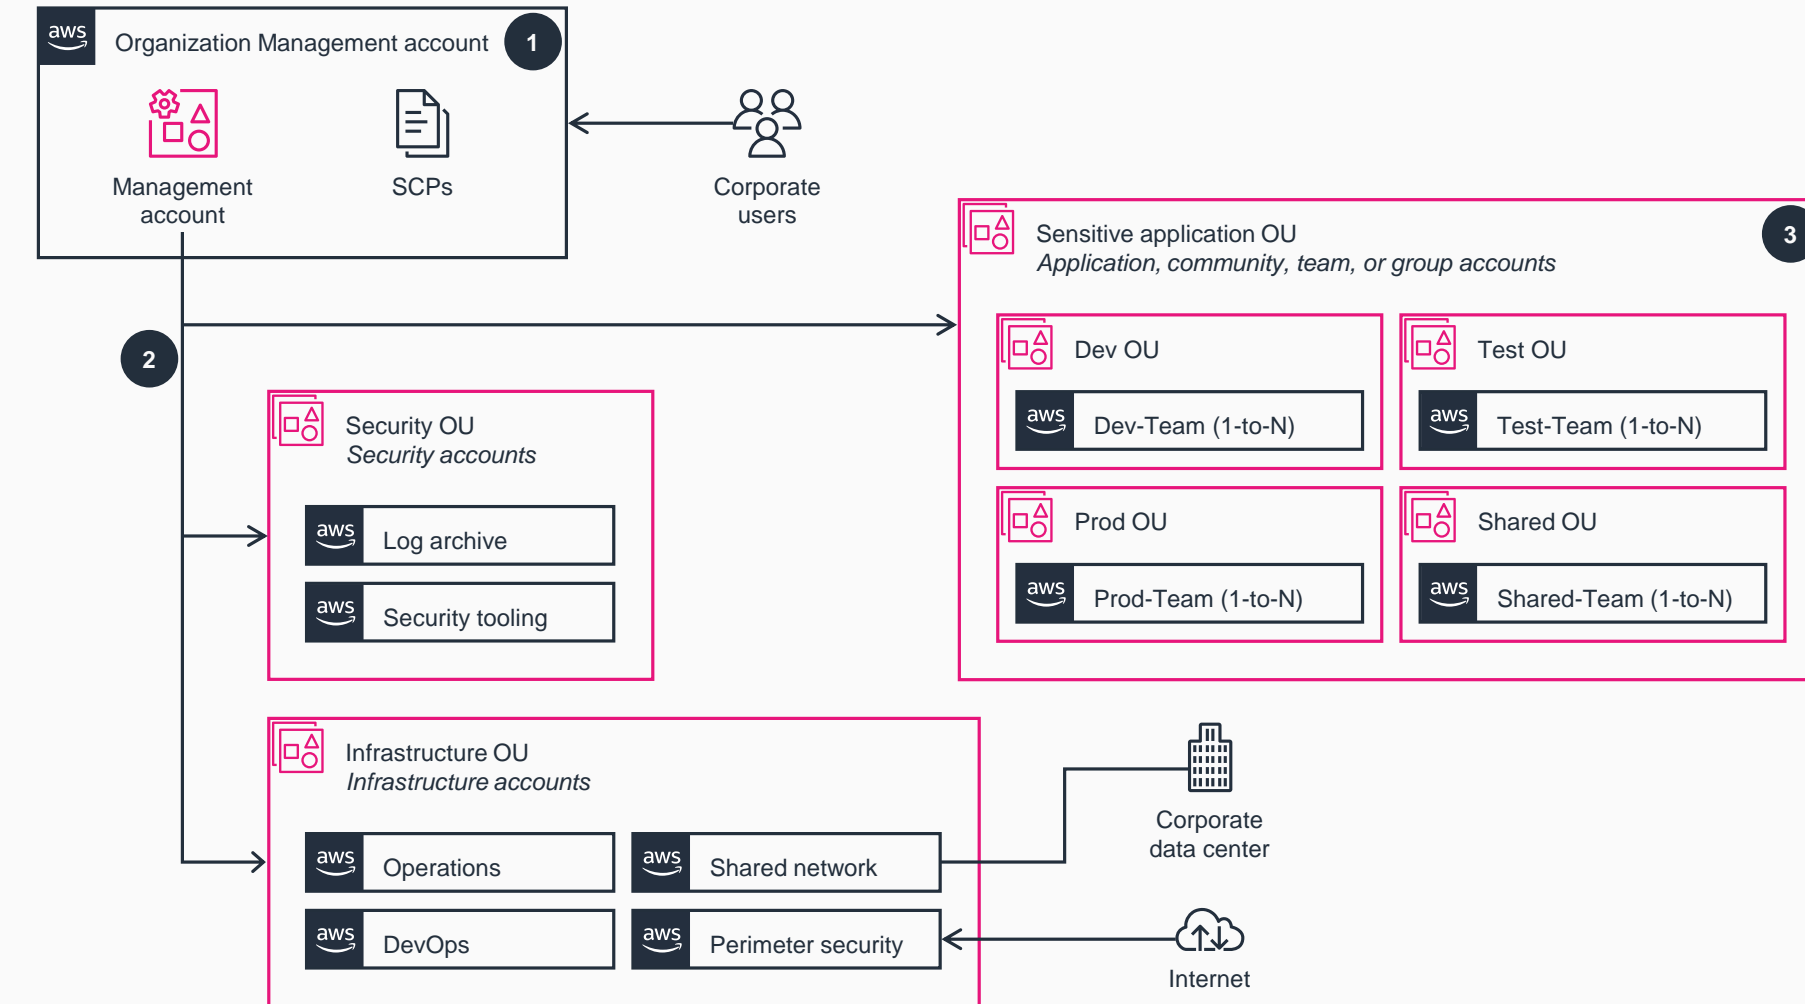 aws
Organization Management account
1
Management
account
SCPs
Corporate
users
2
Sensitive application OU
Application, community, team, or group accounts
3
Dev OU
aws
Dev-Team (1-to-N)
Test OU
aws
Test-Team (1-to-N)
Prod OU
aws
Prod-Team (1-to-N)
Shared OU
aws
Shared-Team (1-to-N)
Security OU
Security accounts
aws
Log archive
aws
Security tooling
Infrastructure OU
Infrastructure accounts
aws
Operations
aws
Shared network
aws
DevOps
aws
Perimeter security
Corporate
data center
Internet